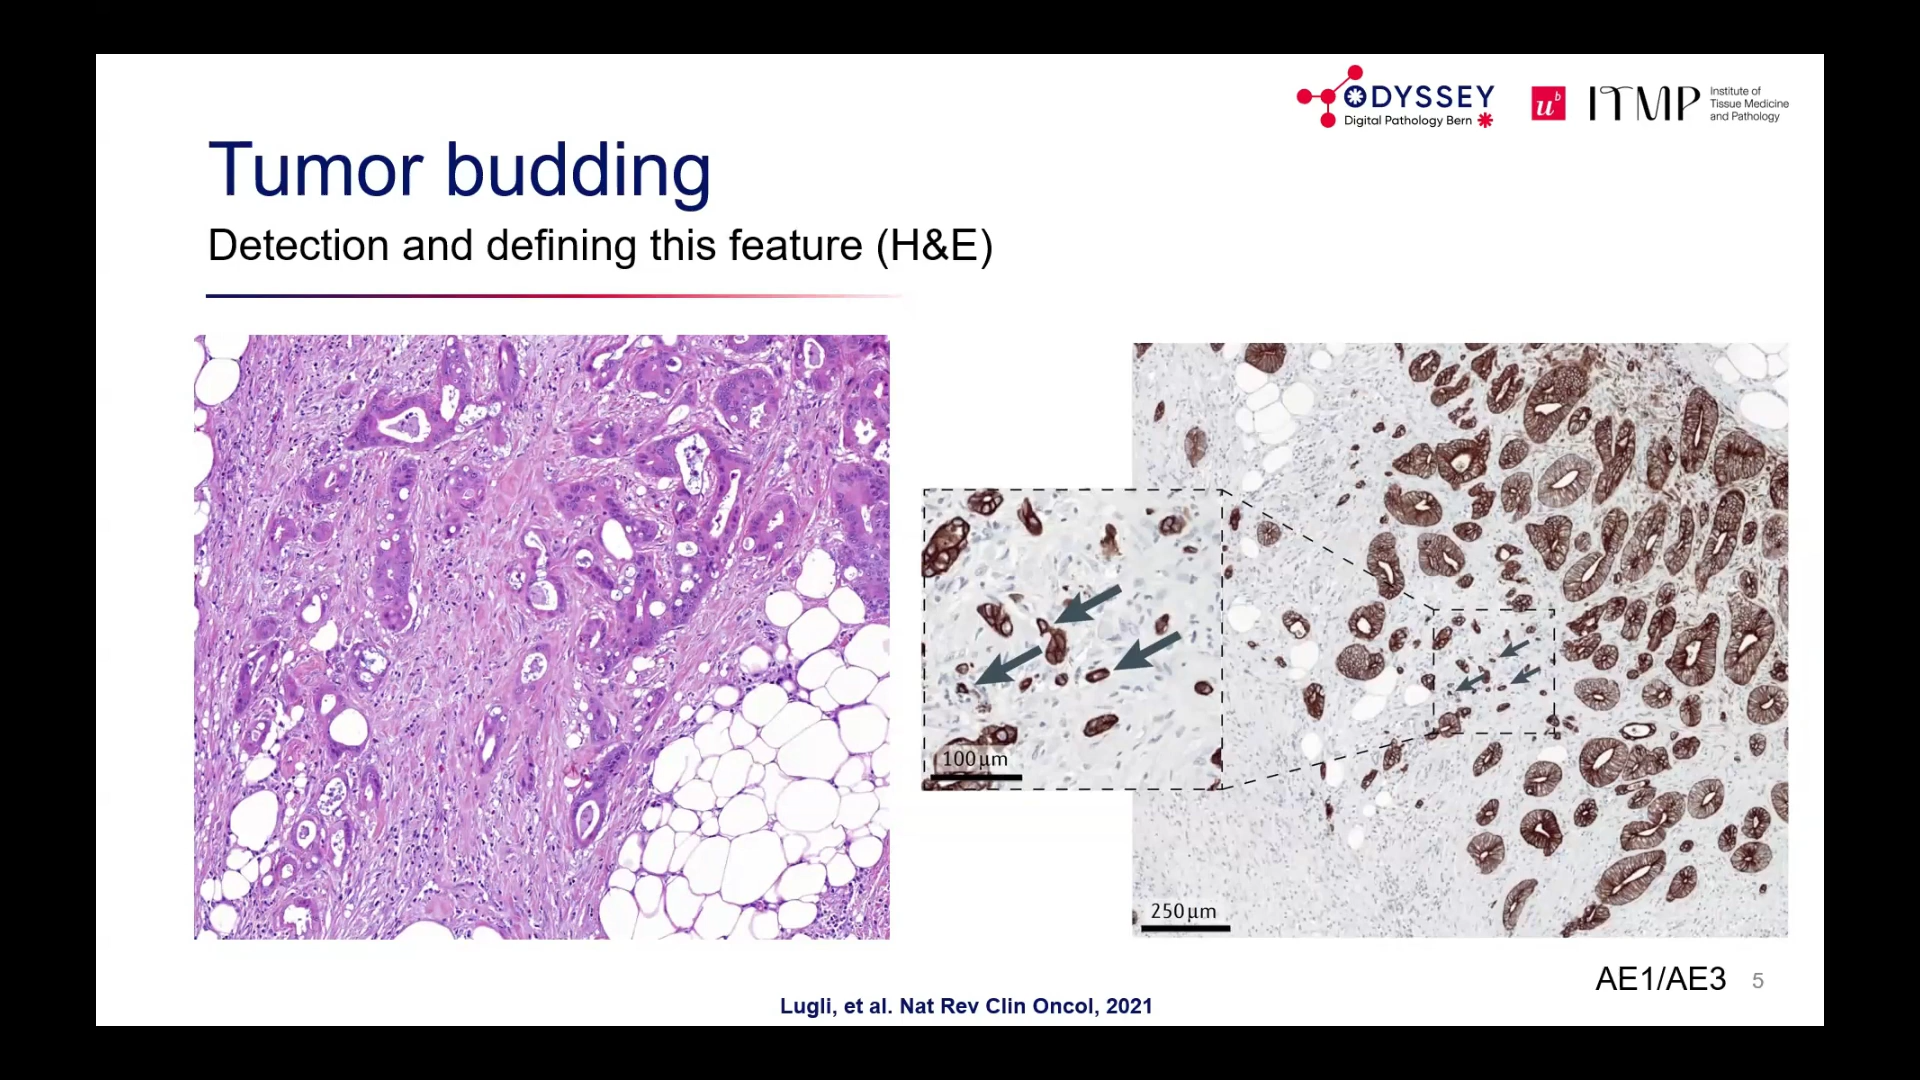 ODYSSEY
Digital Pathology Bern
u^b
ITMP
Institute of
Tissue Medicine
and Pathology
Tumor budding
Detection and defining this feature (H&E)
100 µm
250 µm
AE1/AE3
5
Lugli, et al. Nat Rev Clin Oncol, 2021